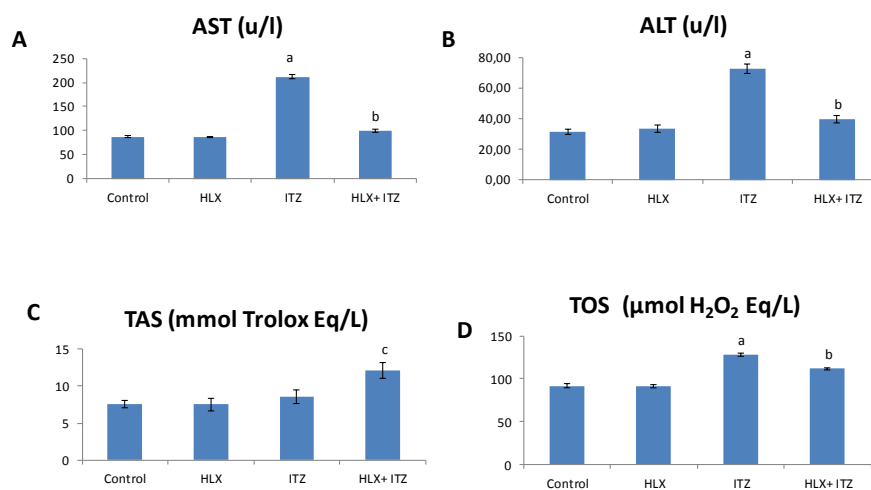 A
AST (u/l)
250
200
150
100
50
0
a
b
Control HLX ITZ HLX+ ITZ
B
ALT (u/l)
80,00
60,00
40,00
20,00
0,00
a
b
Control HLX ITZ HLX+ ITZ
C
TAS (mmol Trolox Eq/L)
15
10
5
0
c
Control HLX ITZ HLX+ ITZ
D
TOS (µmol H₂O₂ Eq/L)
150
100
50
0
a
b
Control HLX ITZ HLX+ ITZ